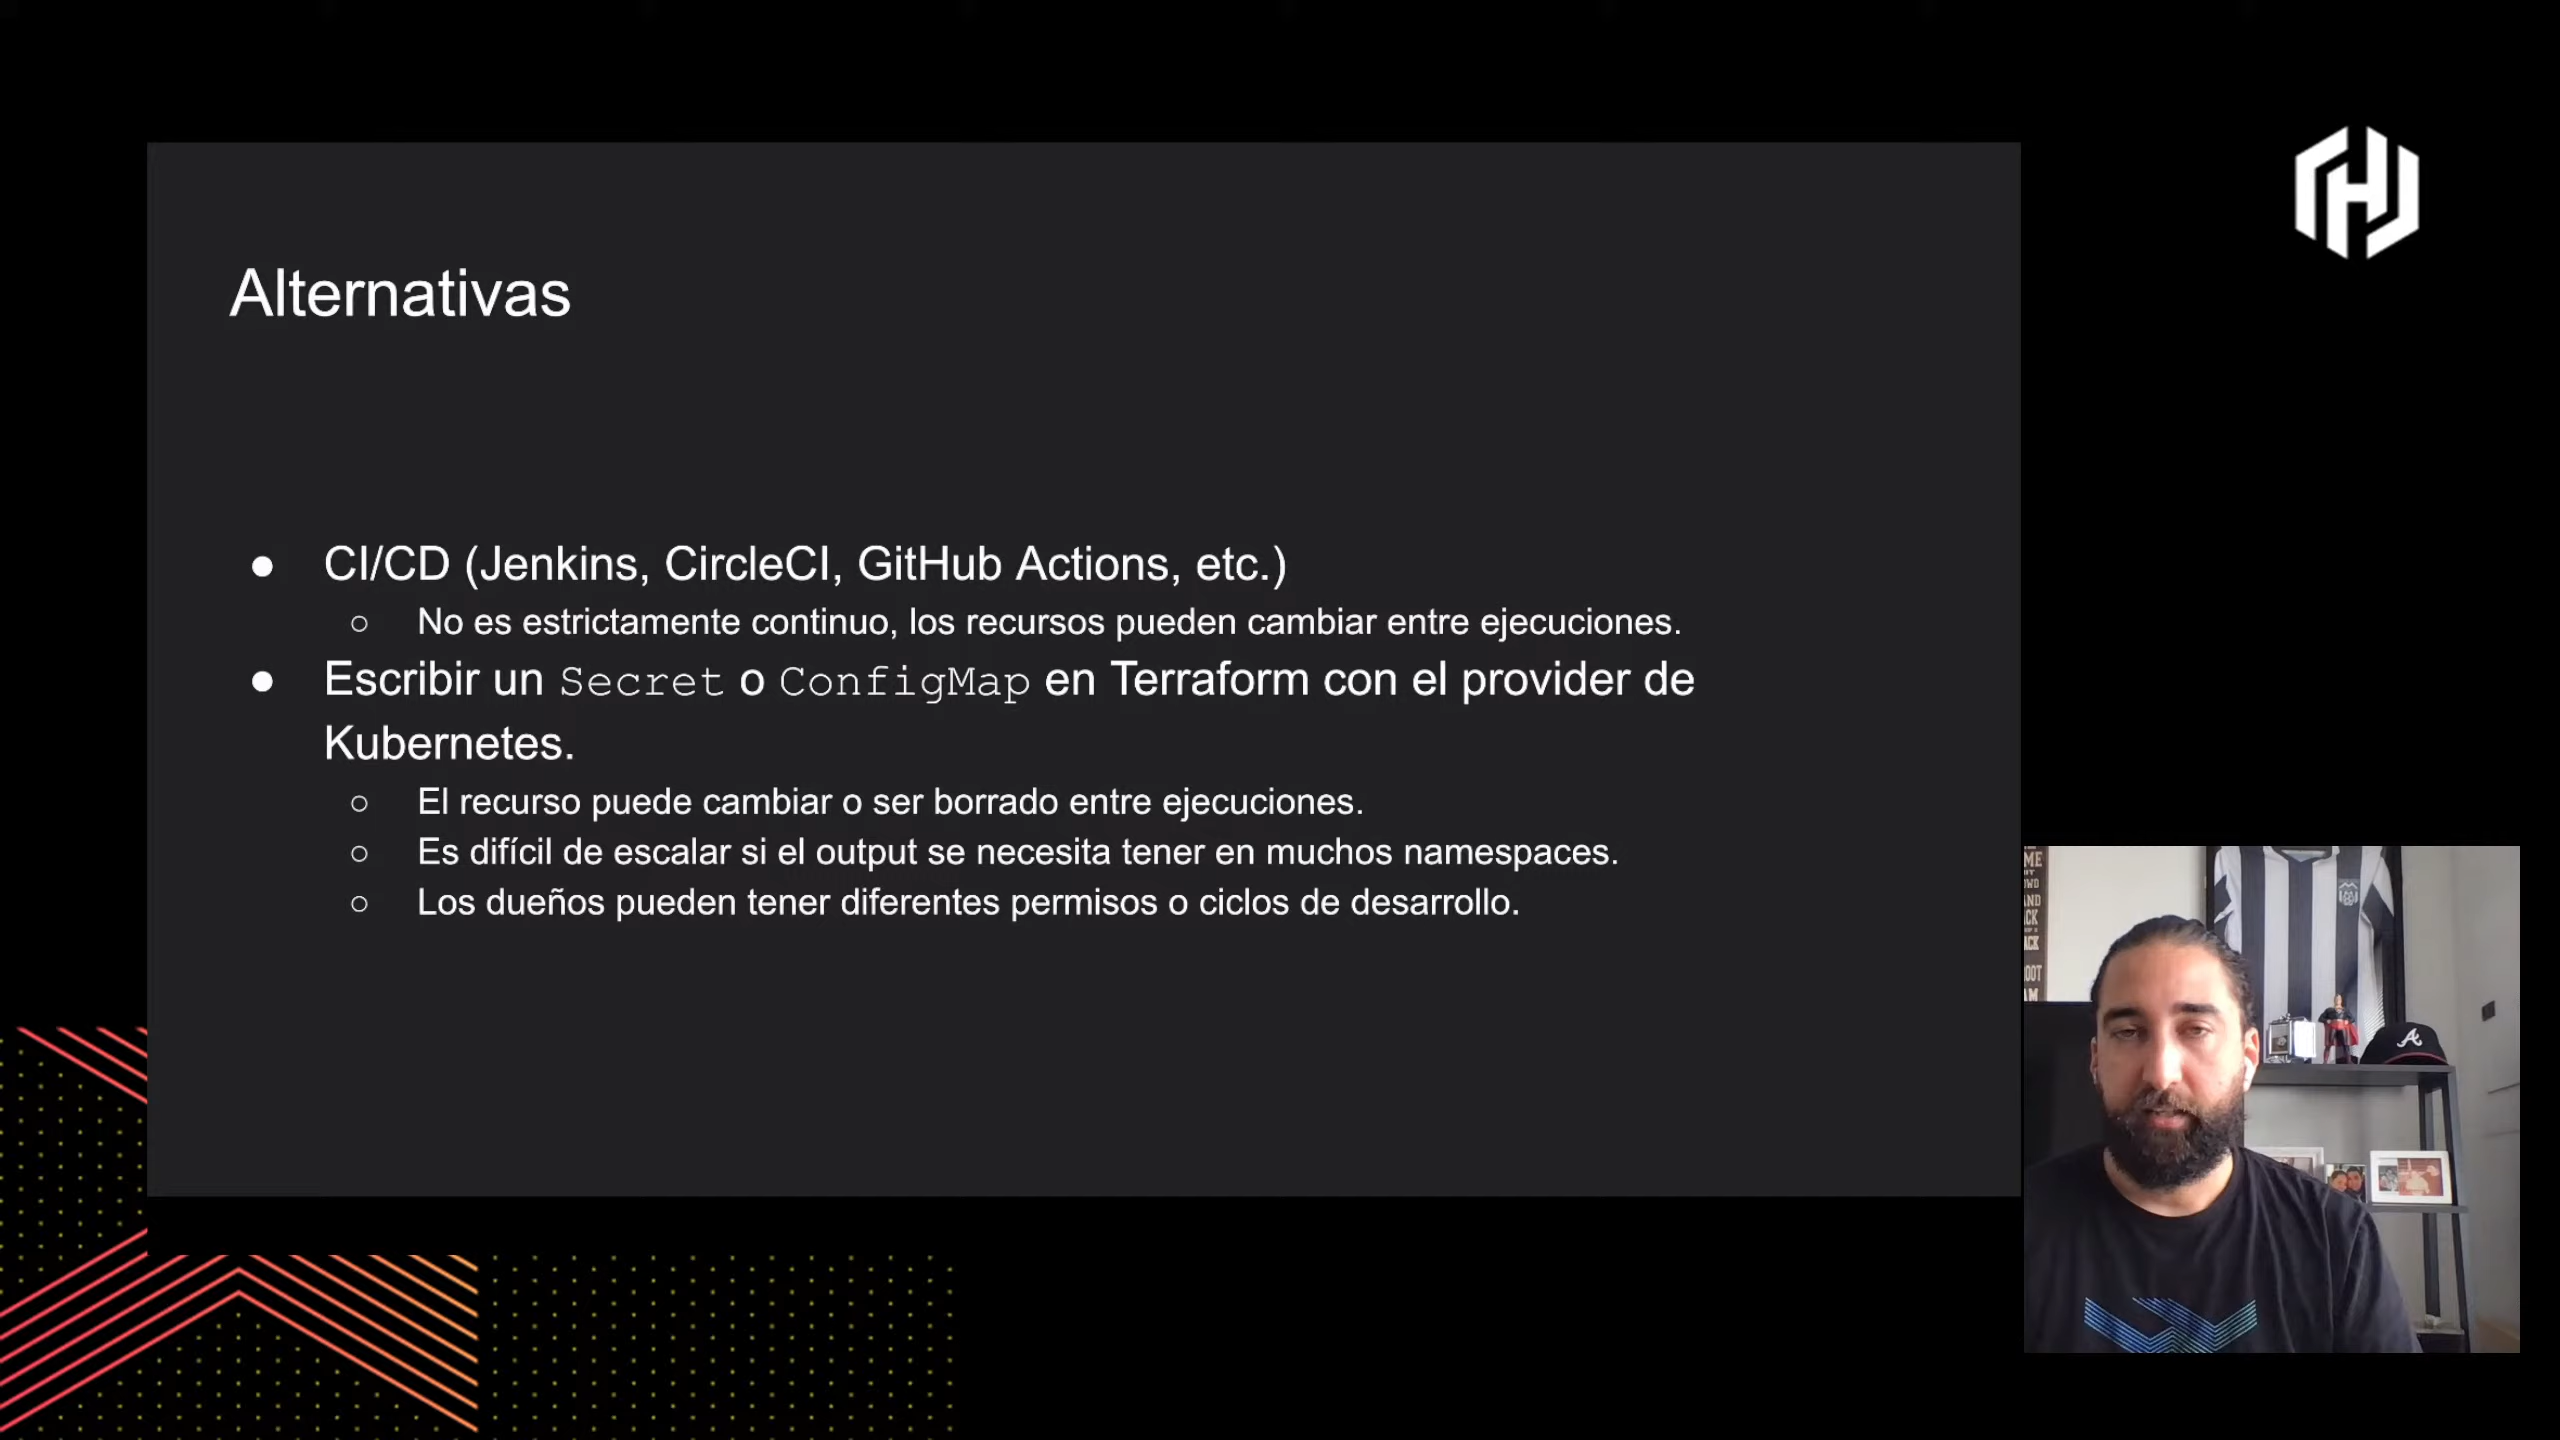 Alternativas
● CI/CD (Jenkins, CircleCI, GitHub Actions, etc.)
○ No es estrictamente continuo, los recursos pueden cambiar entre ejecuciones.
● Escribir un Secret o ConfigMap en Terraform con el provider de
Kubernetes.
○ El recurso puede cambiar o ser borrado entre ejecuciones.
○ Es difícil de escalar si el output se necesita tener en muchos namespaces.
○ Los dueños pueden tener diferentes permisos o ciclos de desarrollo.
ME
AND
ACK
A